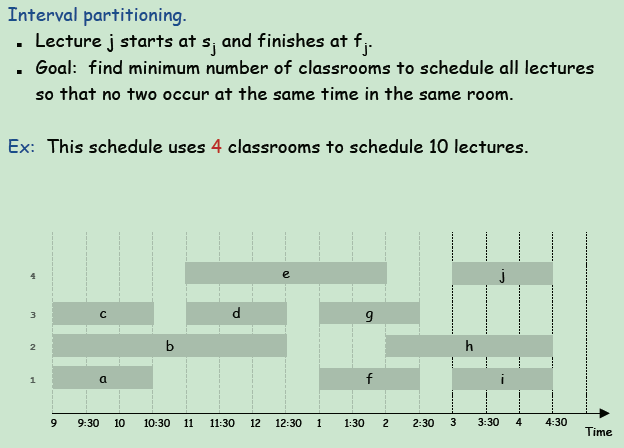 Interval partitioning.
▪ Lecture j starts at sj and finishes at fj.
▪ Goal: find minimum number of classrooms to schedule all lectures
so that no two occur at the same time in the same room.
Ex: This schedule uses 4 classrooms to schedule 10 lectures.
4 e j
3 c d g
2 b h
1 a f i
9 9:30 10 10:30 11 11:30 12 12:30 1 1:30 2 2:30 3 3:30 4 4:30
Time